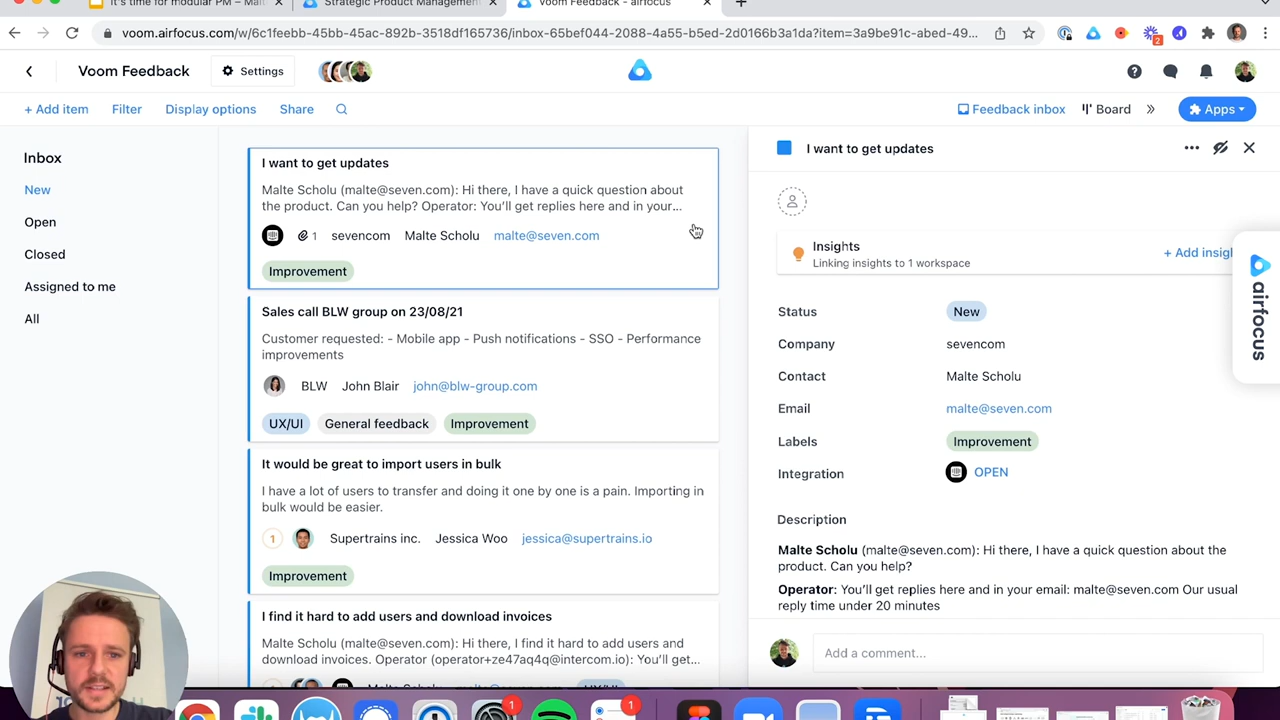 It's time for modular PM – Malt
Strategic Product Management
Voom Feedback - airfocus
voom.airfocus.com/w/6c1feebb-45bb-45ac-892b-3518df165736/inbox-65bef044-2088-4a55-b5ed-2d0166b3a1da?item=3a9be91c-abed-49...
2
Voom Feedback
Settings
+ Add item
Filter
Display options
Share
Feedback inbox
Board
Apps
Inbox
New
Open
Closed
Assigned to me
All
I want to get updates
Malte Scholu (malte@seven.com): Hi there, I have a quick question about
the product. Can you help? Operator: You'll get replies here and in your...
1 sevencom Malte Scholu malte@seven.com
Improvement
Sales call BLW group on 23/08/21
Customer requested: - Mobile app - Push notifications - SSO - Performance
improvements
BLW John Blair john@blw-group.com
UX/UI General feedback Improvement
It would be great to import users in bulk
I have a lot of users to transfer and doing it one by one is a pain. Importing in
bulk would be easier.
1 Supertrains inc. Jessica Woo jessica@supertrains.io
Improvement
I find it hard to add users and download invoices
Malte Scholu (malte@seven.com): Hi there, I find it hard to add users and
download invoices. Operator (operator+ze47aq4q@intercom.io): You'll get...
I want to get updates
Insights
Linking insights to 1 workspace
+ Add insig
Status New
Company sevencom
Contact Malte Scholu
Email malte@seven.com
Labels Improvement
Integration OPEN
Description
Malte Scholu (malte@seven.com): Hi there, I have a quick question about the
product. Can you help?
Operator: You'll get replies here and in your email: malte@seven.com Our usual
reply time under 20 minutes
Add a comment...
airfocus
1
1